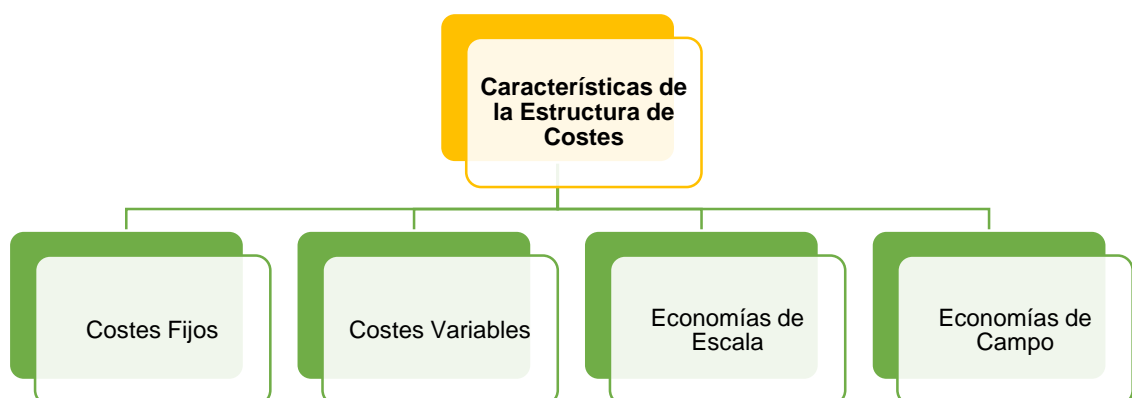 Características de
la Estructura de
Costes
Costes Fijos
Costes Variables
Economías de
Escala
Economías de
Campo